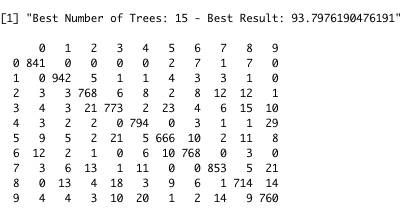 [1] "Best Number of Trees: 15 - Best Result: 93.7976190476191"
0 1 2 3 4 5 6 7 8 9
0 841 0 0 0 0 2 7 1 7 0
1 0 942 5 1 1 4 3 3 1 0
2 3 3 768 6 8 2 8 12 12 1
3 4 3 21 773 2 23 4 6 15 10
4 3 2 2 0 794 0 3 1 1 29
5 9 5 2 21 5 666 10 2 11 8
6 12 2 1 0 6 10 768 0 3 0
7 3 6 13 1 11 0 0 853 5 21
8 0 13 4 18 3 9 6 1 714 14
9 4 4 3 10 20 1 2 14 9 760